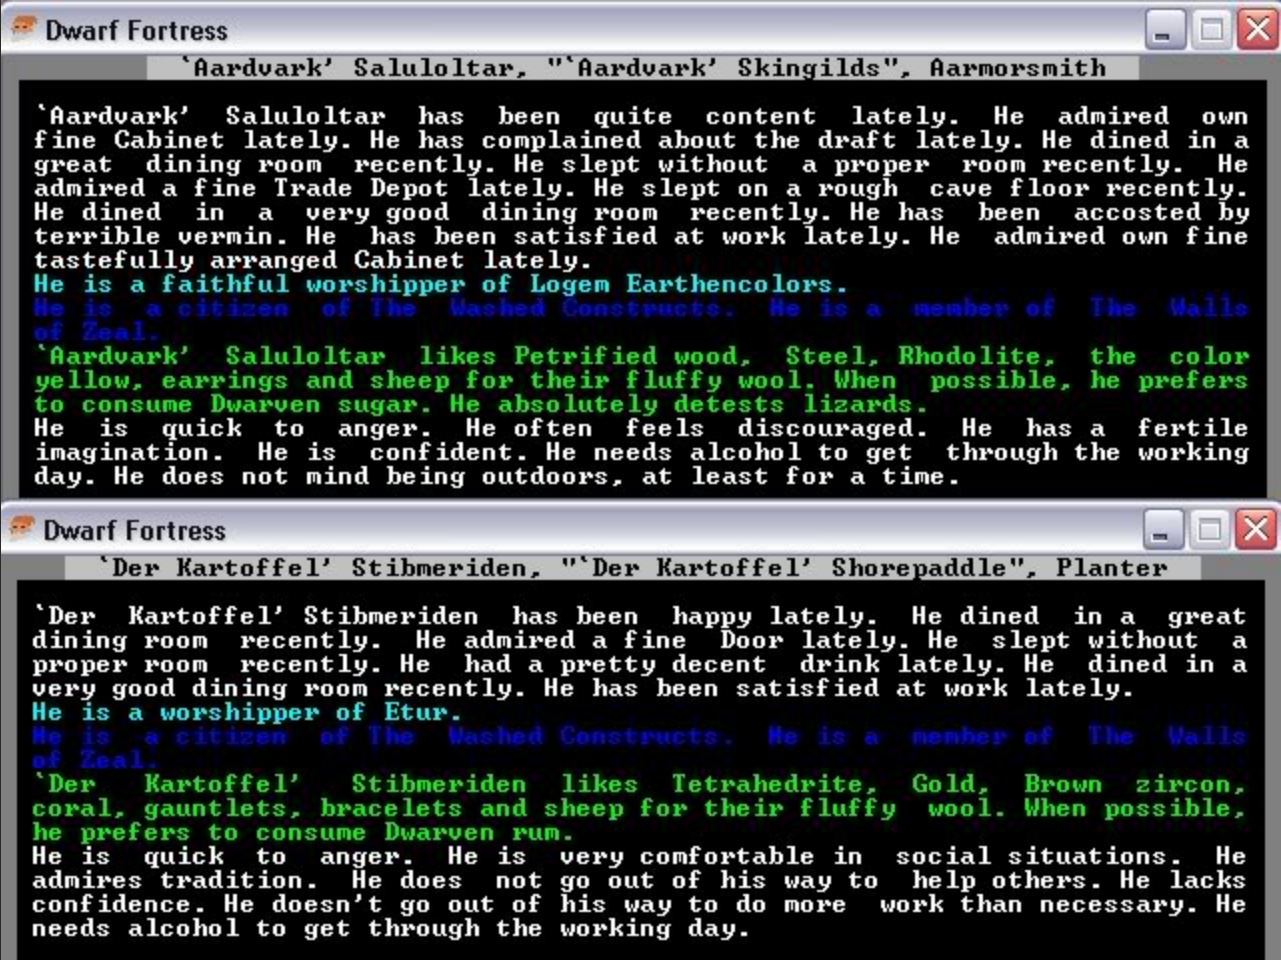 Dwarf Fortress
`Aardvark' Saluloltar, "`Aardvark' Skingilds", Aarmorsmith
`Aardvark' Saluloltar has been quite content lately. He admired own
fine Cabinet lately. He has complained about the draft lately. He dined in a
great dining room recently. He slept without a proper room recently. He
admired a fine Trade Depot lately. He slept on a rough cave floor recently.
He dined in a very good dining room recently. He has been accosted by
terrible vermin. He has been satisfied at work lately. He admired own fine
tastefully arranged Cabinet lately.
He is a faithful worshipper of Logem Earthencolors.
He is a citizen of The Washed Constructs. He is a member of The Walls
of Zeal.
`Aardvark' Saluloltar likes Petrified wood, Steel, Rhodolite, the color
yellow, earrings and sheep for their fluffy wool. When possible, he prefers
to consume Dwarven sugar. He absolutely detests lizards.
He is quick to anger. He often feels discouraged. He has a fertile
imagination. He is confident. He needs alcohol to get through the working
day. He does not mind being outdoors, at least for a time.
Dwarf Fortress
`Der Kartoffel' Stibmeriden, "`Der Kartoffel' Shorepaddle", Planter
`Der Kartoffel' Stibmeriden has been happy lately. He dined in a great
dining room recently. He admired a fine Door lately. He slept without a
proper room recently. He had a pretty decent drink lately. He dined in a
very good dining room recently. He has been satisfied at work lately.
He is a worshipper of Etur.
He is a citizen of The Washed Constructs. He is a member of The Walls
of Zeal.
`Der Kartoffel' Stibmeriden likes Tetrahedrite, Gold, Brown zircon,
coral, gauntlets, bracelets and sheep for their fluffy wool. When possible,
he prefers to consume Dwarven rum.
He is quick to anger. He is very comfortable in social situations. He
admires tradition. He does not go out of his way to help others. He lacks
confidence. He doesn't go out of his way to do more work than necessary. He
needs alcohol to get through the working day.